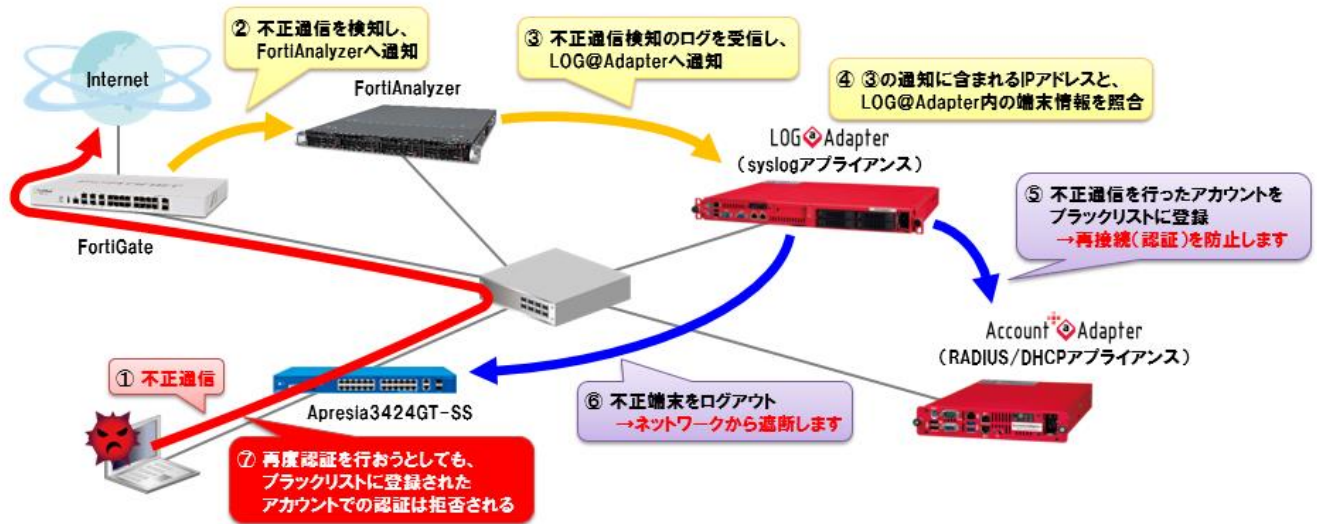 ② 不正通信を検知し、
FortiAnalyzerへ通知
③ 不正通信検知のログを受信し、
LOG@Adapterへ通知
Internet
FortiAnalyzer
④ ③の通知に含まれるIPアドレスと、
LOG@Adapter内の端末情報を照合
LOG a Adapter
(syslogアプライアンス)
⑤ 不正通信を行ったアカウントを
ブラックリストに登録
→再接続(認証)を防止します
FortiGate
Account a Adapter
(RADIUS/DHCPアプライアンス)
① 不正通信
Apresia3424GT-SS
⑥ 不正端末をログアウト
→ネットワークから遮断します
⑦ 再度認証を行おうとしても、
ブラックリストに登録された
アカウントでの認証は拒否される